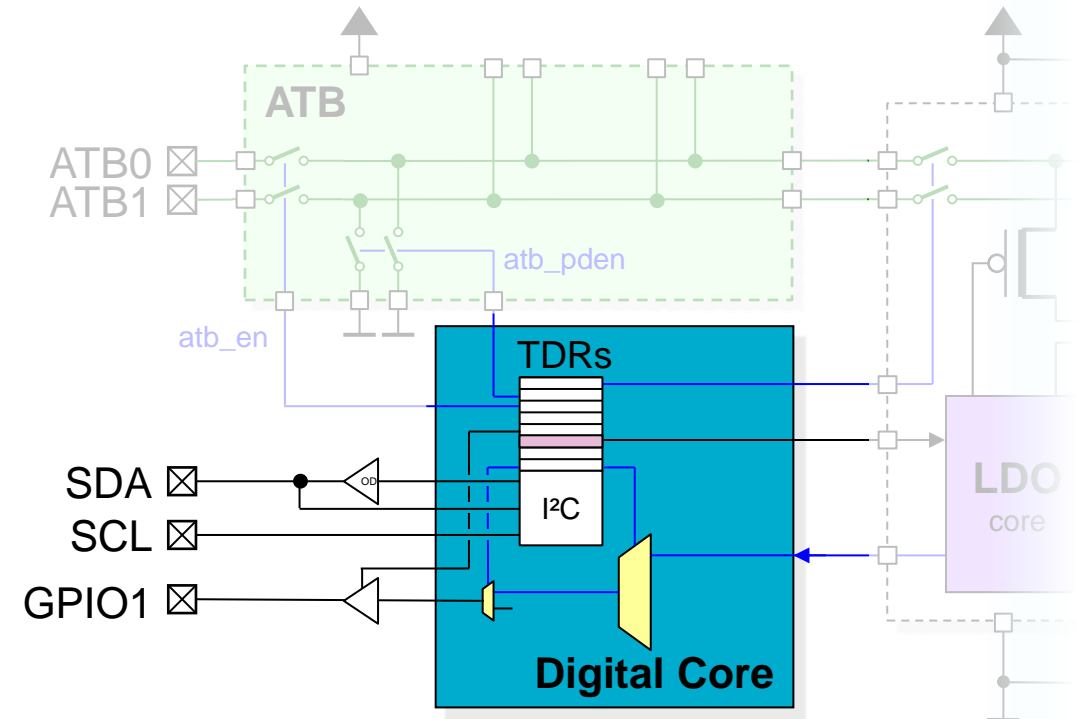 ATB
ATB0
ATB1
atb_pden
atb_en
TDRs
SDA
OD
I²C
SCL
GPIO1
LDO
core
Digital Core